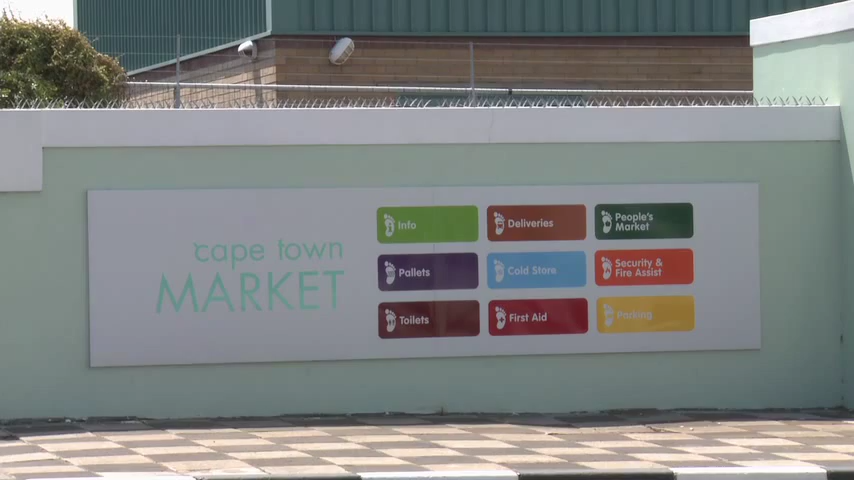 cape town
MARKET
Info
Deliveries
People's
Market
Pallets
Cold Store
Security &
Fire Assist
Toilets
First Aid
Parking